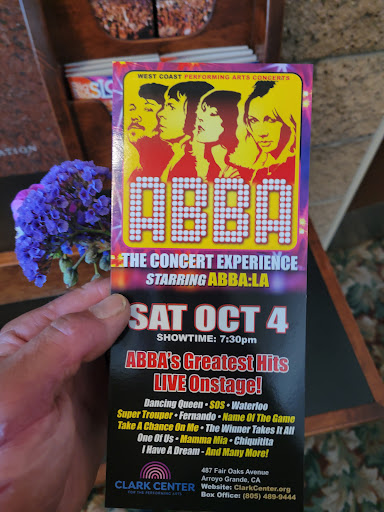 WEST COAST PERFORMING ARTS CONCERTS
ABBA
THE CONCERT EXPERIENCE
STARRING ABBA:LA
SAT OCT 4
SHOWTIME: 7:30pm
ABBA's Greatest Hits
LIVE Onstage!
Dancing Queen • SOS • Waterloo
Super Trouper • Fernando • Name Of The Game
Take A Chance On Me • The Winner Takes It All
One Of Us • Mamma Mia • Chiquitita
I Have A Dream - And Many More!
CLARK CENTER
FOR THE PERFORMING ARTS
487 Fair Oaks Avenue
Arroyo Grande, CA
Website: ClarkCenter.org
Box Office: (805) 489-9444